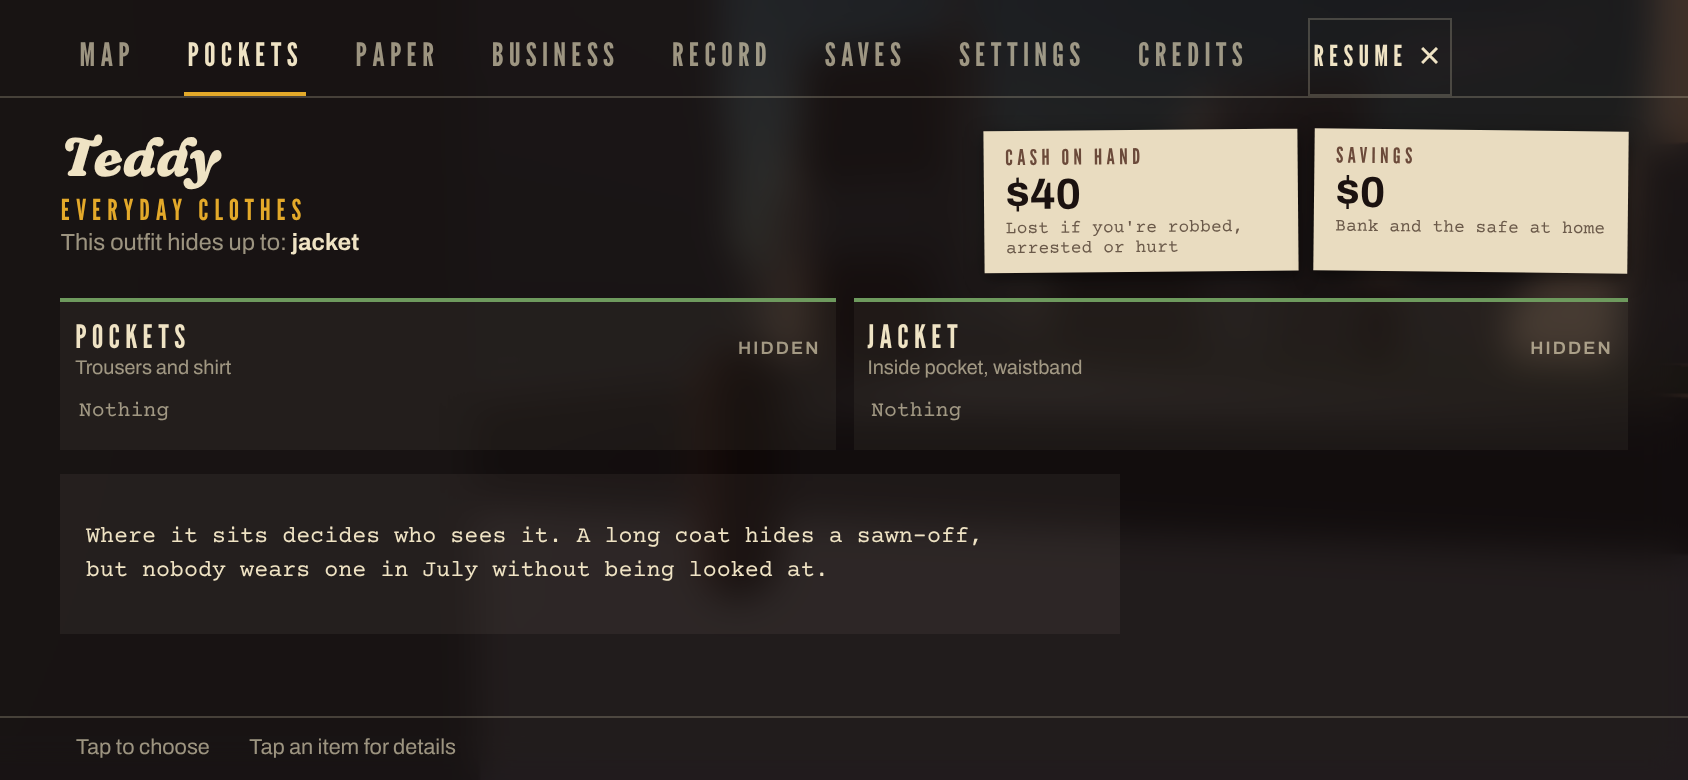 MAP POCKETS PAPER BUSINESS RECORD SAVES SETTINGS CREDITS RESUME ✕
Teddy
EVERYDAY CLOTHES
This outfit hides up to: jacket
CASH ON HAND
$40
Lost if you're robbed,
arrested or hurt
SAVINGS
$0
Bank and the safe at home
POCKETS
Trousers and shirt
HIDDEN
Nothing
JACKET
Inside pocket, waistband
HIDDEN
Nothing
Where it sits decides who sees it. A long coat hides a sawn-off,
but nobody wears one in July without being looked at.
Tap to choose Tap an item for details